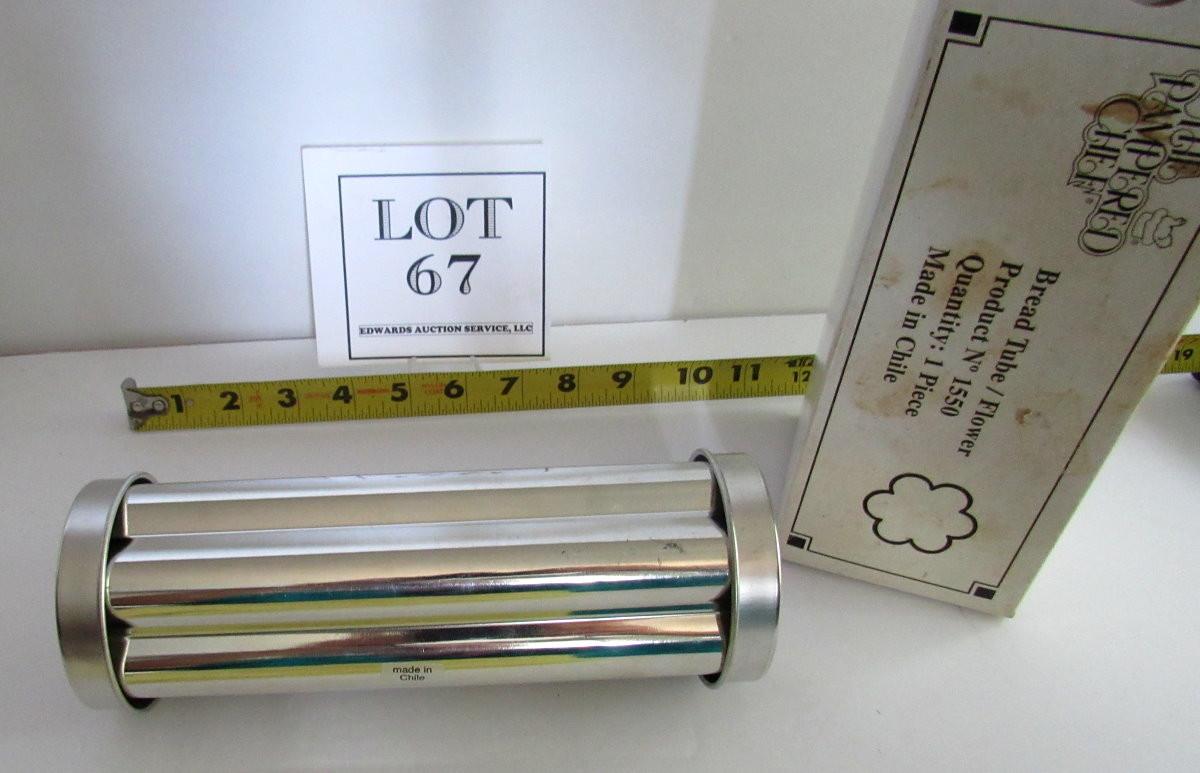 LOT
67
EDWARDS AUCTION SERVICE, LLC
1 2 3 4 5 6 7 8 9 10 11 12 19
THE
PAMPERED
CHEF
®
Bread Tube / Flower
Product Nº 1550
Quantity: 1 Piece
Made in Chile
made in
Chile